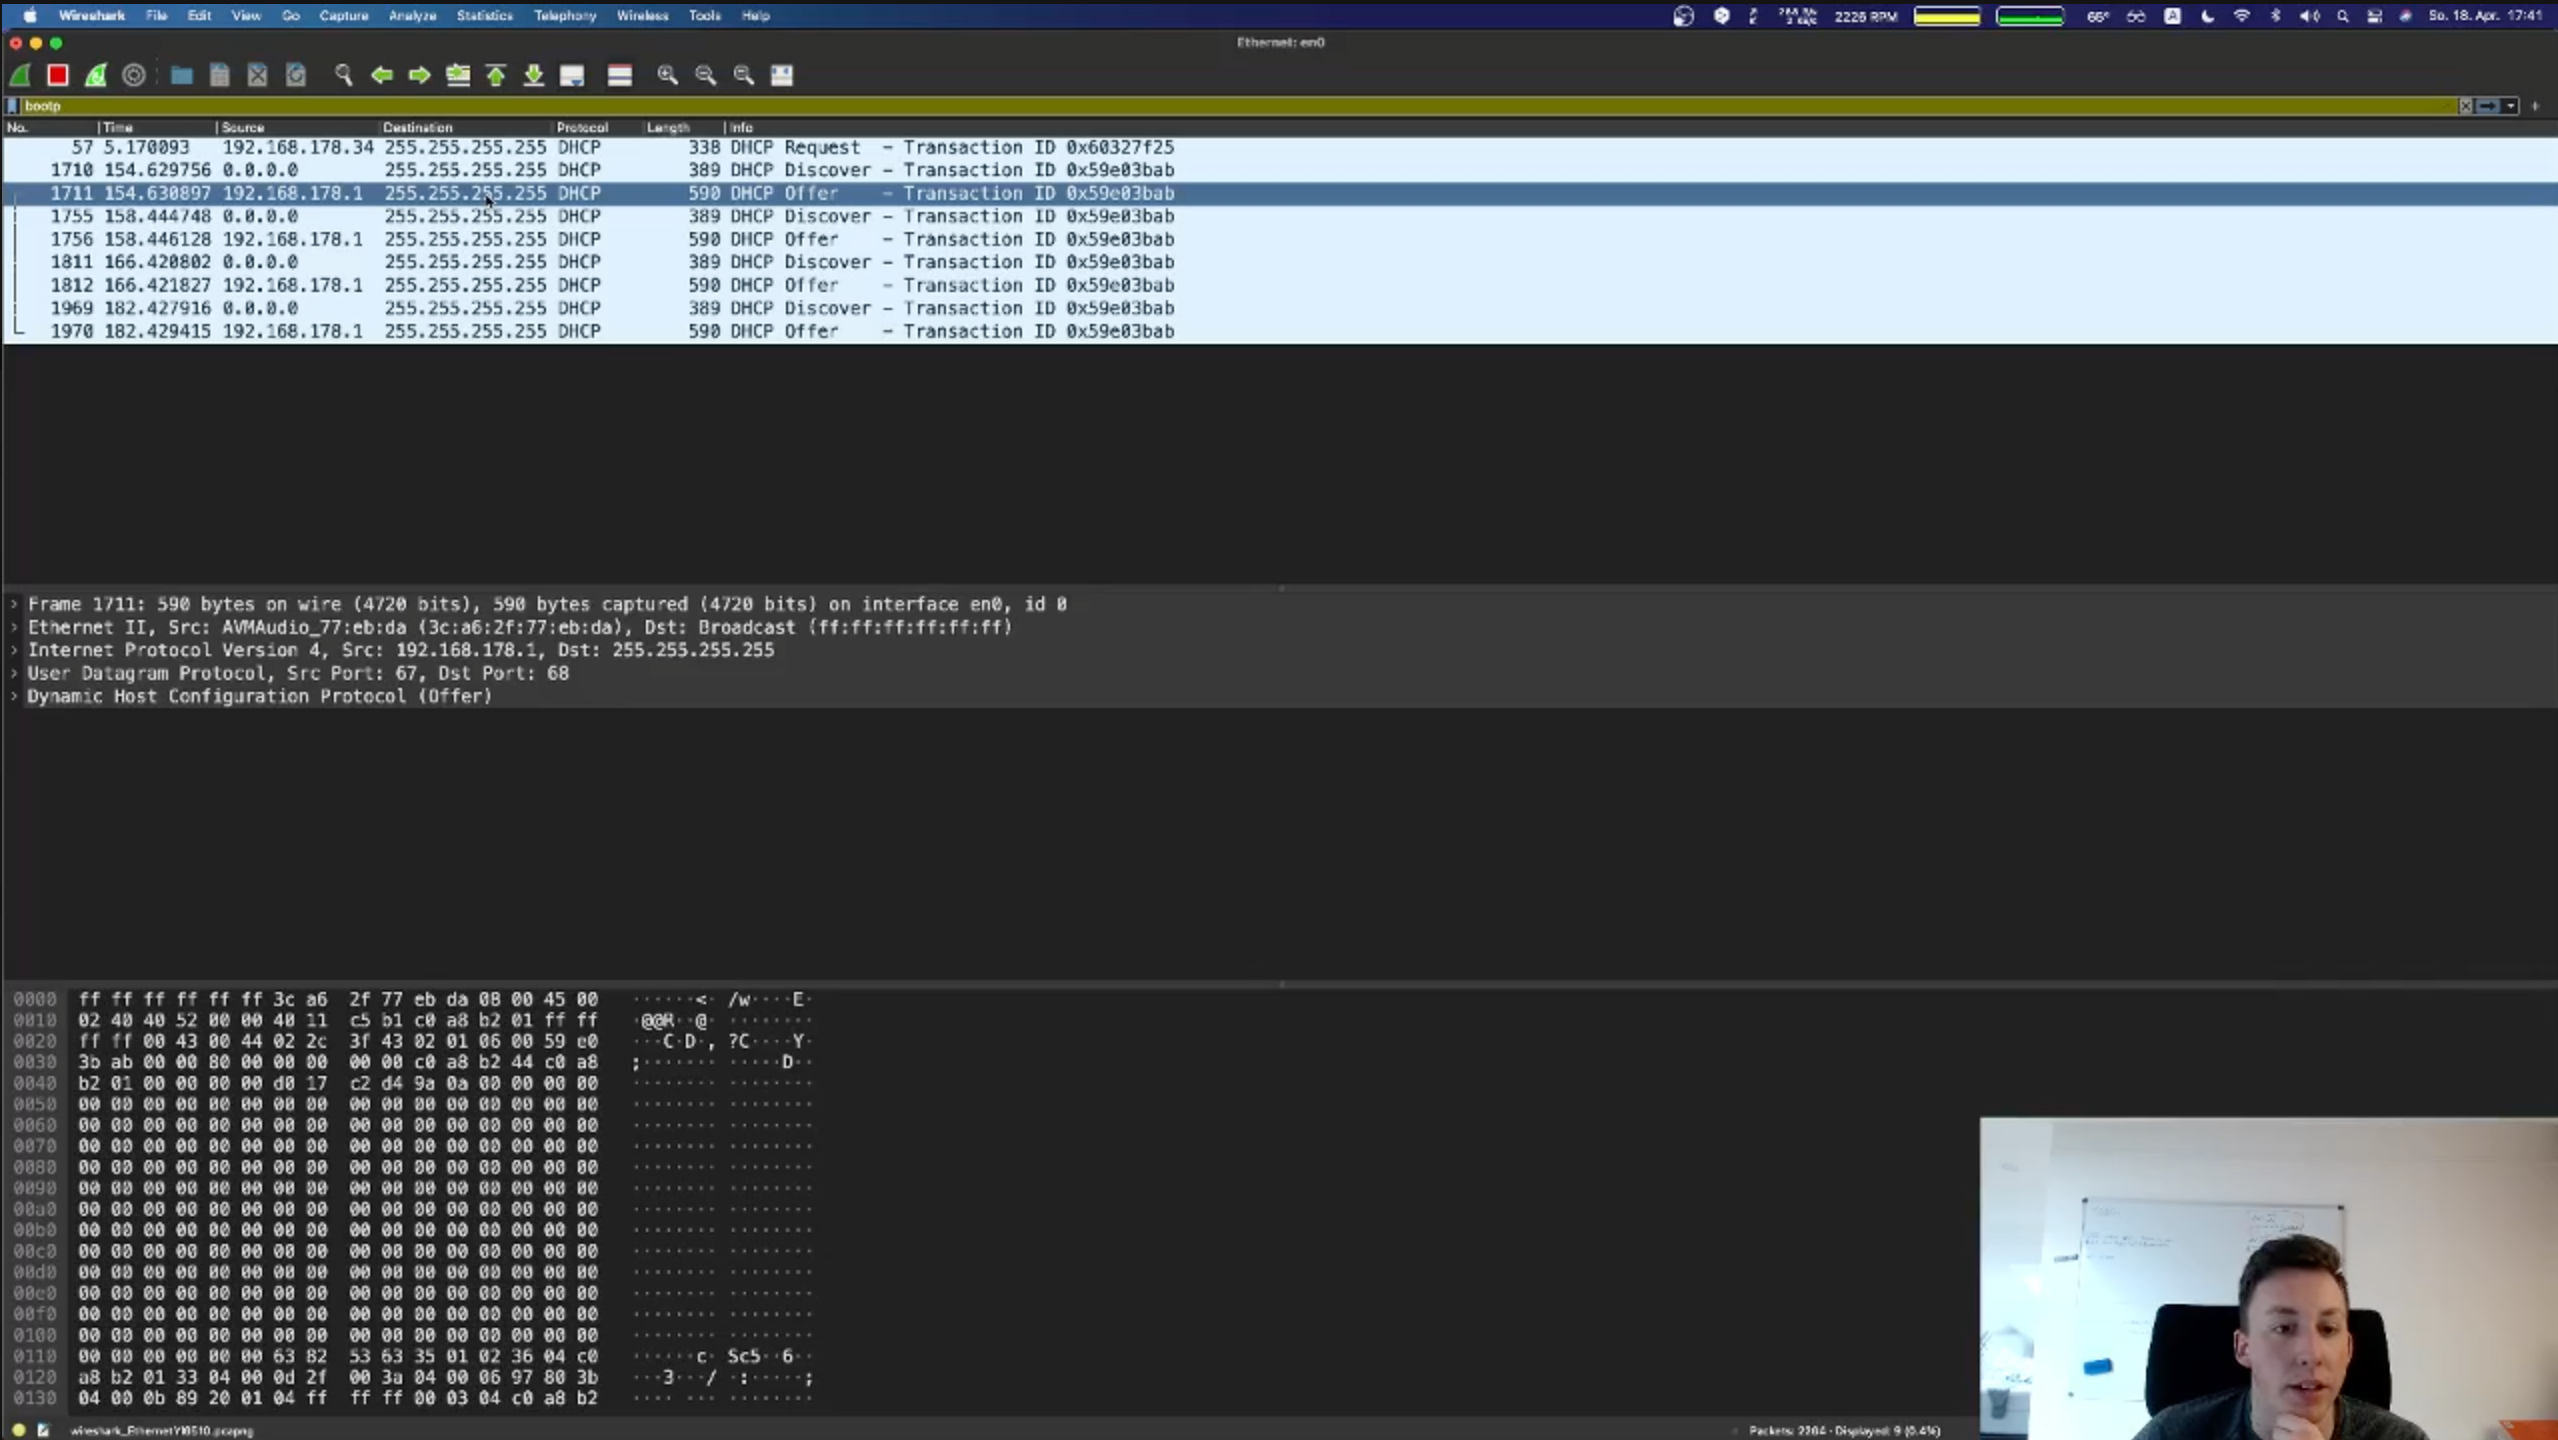 Wireshark File Edit View Go Capture Analyze Statistics Telephony Wireless Tools Help 2226 RPM 66° A So. 18. Apr. 17:41
Ethernet: en0
bootp
No. Time Source Destination Protocol Length Info
57 5.170093 192.168.178.34 255.255.255.255 DHCP 338 DHCP Request – Transaction ID 0x60327f25
1710 154.629756 0.0.0.0 255.255.255.255 DHCP 389 DHCP Discover – Transaction ID 0x59e03bab
1711 154.630897 192.168.178.1 255.255.255.255 DHCP 590 DHCP Offer – Transaction ID 0x59e03bab
1755 158.444748 0.0.0.0 255.255.255.255 DHCP 389 DHCP Discover – Transaction ID 0x59e03bab
1756 158.446128 192.168.178.1 255.255.255.255 DHCP 590 DHCP Offer – Transaction ID 0x59e03bab
1811 166.420802 0.0.0.0 255.255.255.255 DHCP 389 DHCP Discover – Transaction ID 0x59e03bab
1812 166.421827 192.168.178.1 255.255.255.255 DHCP 590 DHCP Offer – Transaction ID 0x59e03bab
1969 182.427916 0.0.0.0 255.255.255.255 DHCP 389 DHCP Discover – Transaction ID 0x59e03bab
1970 182.429415 192.168.178.1 255.255.255.255 DHCP 590 DHCP Offer – Transaction ID 0x59e03bab
Frame 1711: 590 bytes on wire (4720 bits), 590 bytes captured (4720 bits) on interface en0, id 0
Ethernet II, Src: AVMAudio_77:eb:da (3c:a6:2f:77:eb:da), Dst: Broadcast (ff:ff:ff:ff:ff:ff)
Internet Protocol Version 4, Src: 192.168.178.1, Dst: 255.255.255.255
User Datagram Protocol, Src Port: 67, Dst Port: 68
Dynamic Host Configuration Protocol (Offer)
0000 ff ff ff ff ff ff 3c a6 2f 77 eb da 08 00 45 00 ······<· /w····E·
0010 02 40 40 52 00 00 40 11 c5 b1 c0 a8 b2 01 ff ff ·@@R··@· ········
0020 ff ff 00 43 00 44 02 2c 3f 43 02 01 06 00 59 e0 ···C·D·, ?C····Y·
0030 3b ab 00 00 80 00 00 00 00 00 c0 a8 b2 44 c0 a8 ;······· ·····D··
0040 b2 01 00 00 00 00 d0 17 c2 d4 9a 0a 00 00 00 00 ········ ········
0050 00 00 00 00 00 00 00 00 00 00 00 00 00 00 00 00 ········ ········
0060 00 00 00 00 00 00 00 00 00 00 00 00 00 00 00 00 ········ ········
0070 00 00 00 00 00 00 00 00 00 00 00 00 00 00 00 00 ········ ········
0080 00 00 00 00 00 00 00 00 00 00 00 00 00 00 00 00 ········ ········
0090 00 00 00 00 00 00 00 00 00 00 00 00 00 00 00 00 ········ ········
00a0 00 00 00 00 00 00 00 00 00 00 00 00 00 00 00 00 ········ ········
00b0 00 00 00 00 00 00 00 00 00 00 00 00 00 00 00 00 ········ ········
00c0 00 00 00 00 00 00 00 00 00 00 00 00 00 00 00 00 ········ ········
00d0 00 00 00 00 00 00 00 00 00 00 00 00 00 00 00 00 ········ ········
00e0 00 00 00 00 00 00 00 00 00 00 00 00 00 00 00 00 ········ ········
00f0 00 00 00 00 00 00 00 00 00 00 00 00 00 00 00 00 ········ ········
0100 00 00 00 00 00 00 00 00 00 00 00 00 00 00 00 00 ········ ········
0110 00 00 00 00 00 00 63 82 53 63 35 01 02 36 04 c0 ······c· Sc5··6··
0120 a8 b2 01 33 04 00 0d 2f 00 3a 04 00 06 97 80 3b ···3···/ ·:·····;
0130 04 00 0b 89 20 01 04 ff ff ff 00 03 04 c0 a8 b2 ···· ··· ········
wireshark_EthernetYI0510.pcapng Packets: 2204 · Displayed: 9 (0.4%)